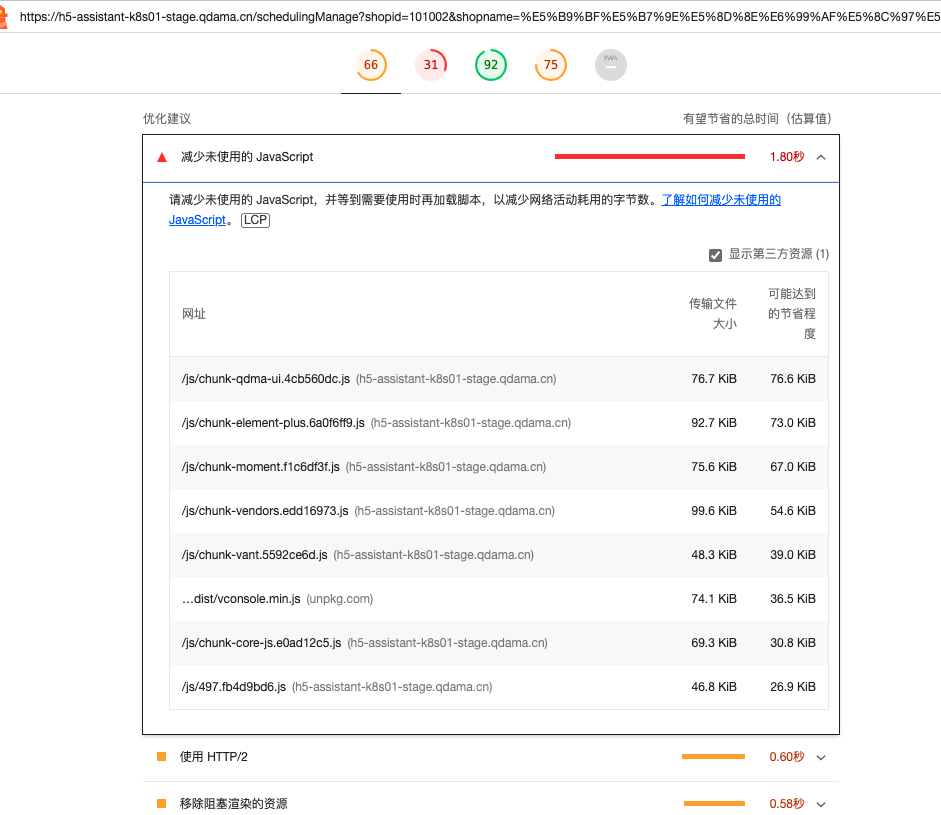 https://h5-assistant-k8s01-stage.qdama.cn/schedulingManage?shopid=101002&shopname=%E5%B9%BF%E5%B7%9E%E5%8D%8E%E6%99%AF%E5%8C%97%E5
66 31 92 75 PWA
优化建议 有望节省的总时间（估算值）
减少未使用的 JavaScript 1.80秒
请减少未使用的 JavaScript，并等到需要使用时再加载脚本，以减少网络活动耗用的字节数。了解如何减少未使用的
JavaScript。 LCP
显示第三方资源 (1)
网址 传输文件大小 可能达到的节省程度
/js/chunk-qdma-ui.4cb560dc.js (h5-assistant-k8s01-stage.qdama.cn) 76.7 KiB 76.6 KiB
/js/chunk-element-plus.6a0f6ff9.js (h5-assistant-k8s01-stage.qdama.cn) 92.7 KiB 73.0 KiB
/js/chunk-moment.f1c6df3f.js (h5-assistant-k8s01-stage.qdama.cn) 75.6 KiB 67.0 KiB
/js/chunk-vendors.edd16973.js (h5-assistant-k8s01-stage.qdama.cn) 99.6 KiB 54.6 KiB
/js/chunk-vant.5592ce6d.js (h5-assistant-k8s01-stage.qdama.cn) 48.3 KiB 39.0 KiB
…dist/vconsole.min.js (unpkg.com) 74.1 KiB 36.5 KiB
/js/chunk-core-js.e0ad12c5.js (h5-assistant-k8s01-stage.qdama.cn) 69.3 KiB 30.8 KiB
/js/497.fb4d9bd6.js (h5-assistant-k8s01-stage.qdama.cn) 46.8 KiB 26.9 KiB
使用 HTTP/2 0.60秒
移除阻塞渲染的资源 0.58秒